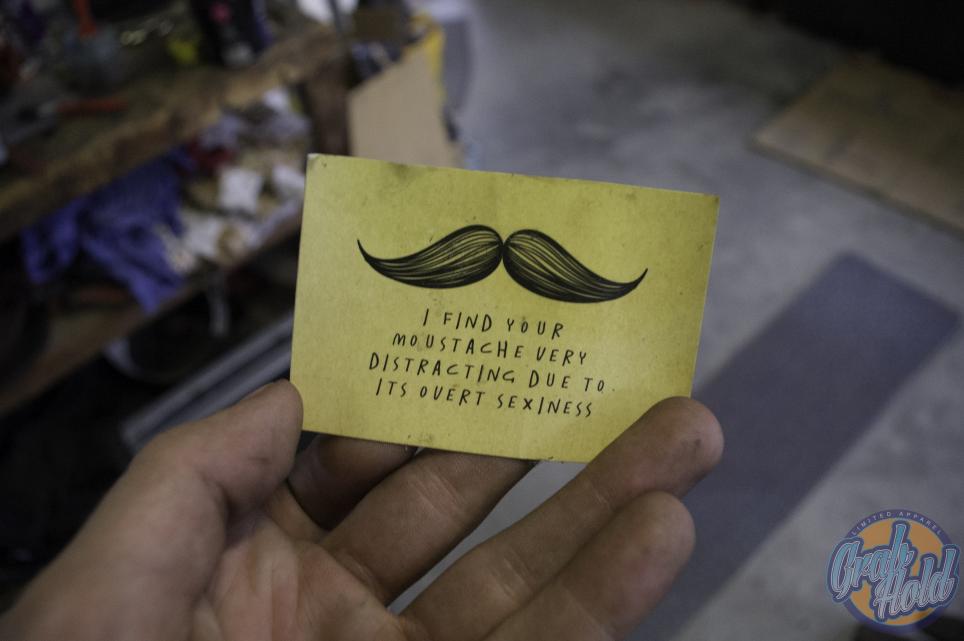 I FIND YOUR
MOUSTACHE VERY
DISTRACTING DUE TO
ITS OVERT SEXINESS
LIMITED APPAREL
Grab
Hold